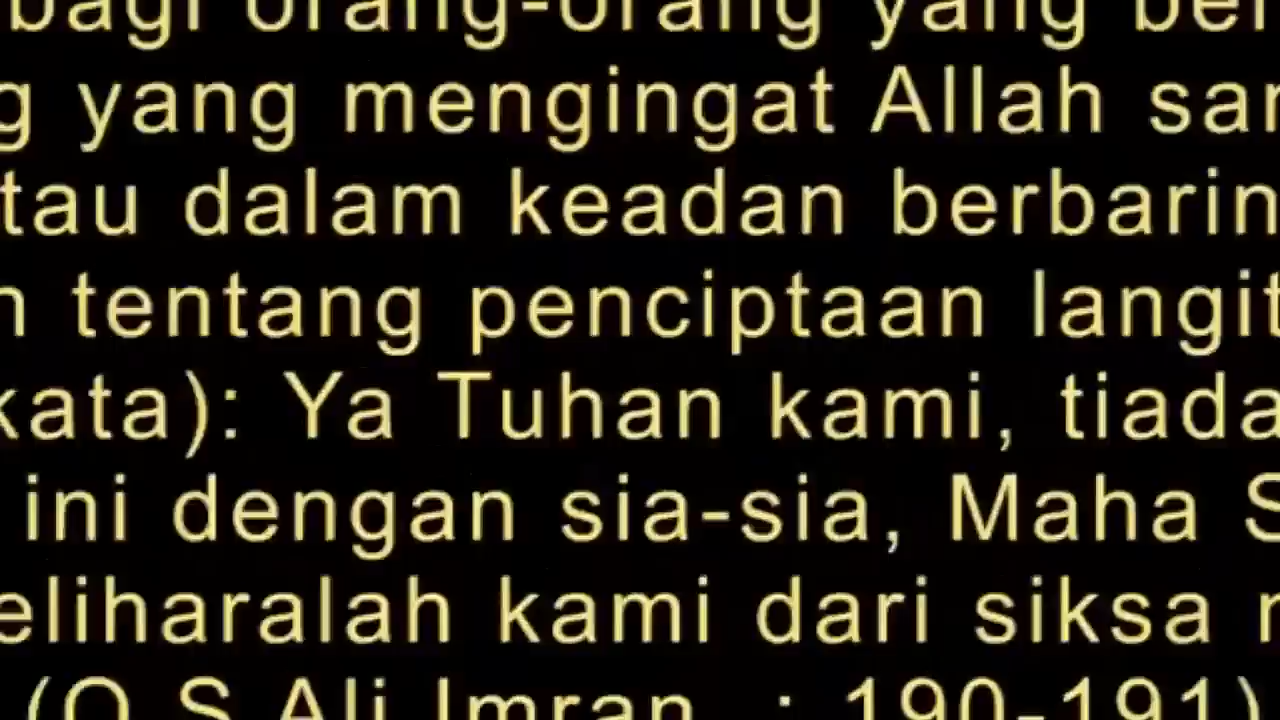 bagi orang-orang yang ber
g yang mengingat Allah sa
tau dalam keadan berbarin
n tentang penciptaan langit
kata): Ya Tuhan kami, tiada
ini dengan sia-sia, Maha S
eliharalah kami dari siksa
(Q.S Ali Imran : 190-191)